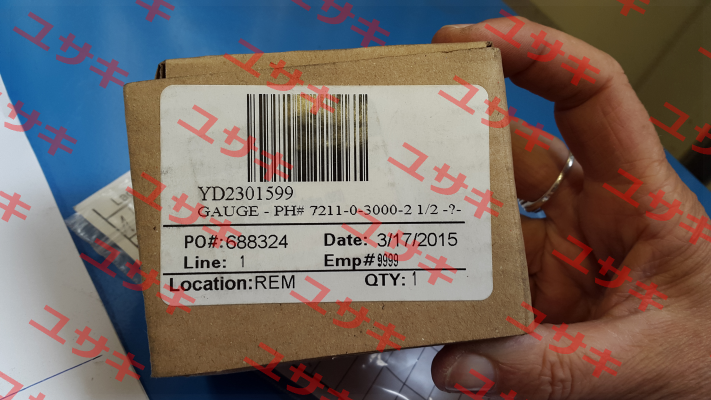 YD2301599
GAUGE - PH# 7211-0-3000-2 1/2 -?-
PO#: 688324 Date: 3/17/2015
Line: 1 Emp# 9999
Location: REM QTY: 1
ユサキ